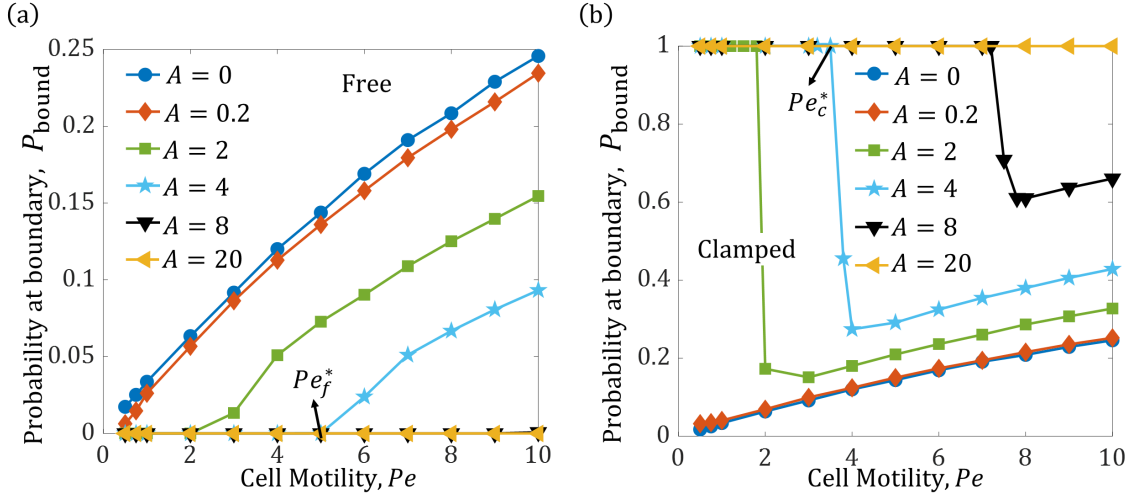 (a)
0.25
0.2
0.15
0.1
0.05
0
0
2
4
6
8
10
Probability at boundary, P_bound
Cell Motility, Pe
A = 0
A = 0.2
A = 2
A = 4
A = 8
A = 20
Free
Pe_f^*
(b)
1
0.8
0.6
0.4
0.2
0
0
2
4
6
8
10
Probability at boundary, P_bound
Cell Motility, Pe
Pe_c^*
A = 0
A = 0.2
A = 2
A = 4
A = 8
A = 20
Clamped